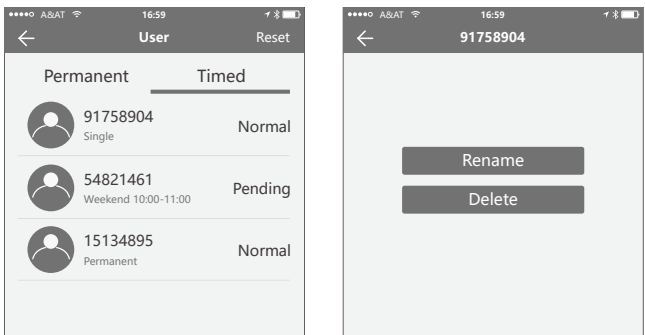 A&AT 16:59
User Reset
Permanent Timed
91758904
Single
Normal
54821461
Weekend 10:00-11:00
Pending
15134895
Permanent
Normal
A&AT 16:59
91758904
Rename
Delete